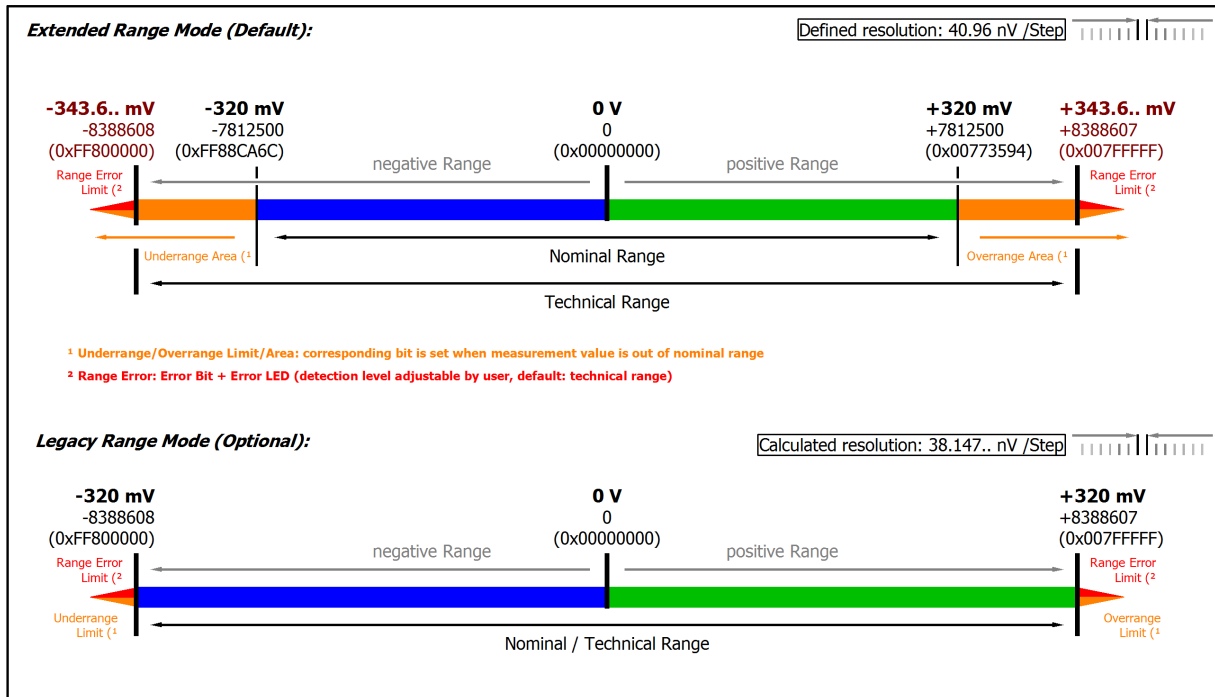 Extended Range Mode (Default):
Defined resolution: 40.96 nV /Step
-343.6.. mV
-8388608
(0xFF800000)
-320 mV
-7812500
(0xFF88CA6C)
0 V
0
(0x00000000)
+320 mV
+7812500
(0x00773594)
+343.6.. mV
+8388607
(0x007FFFFF)
negative Range
positive Range
Range Error
Limit (²
Range Error
Limit (²
Underrange Area (¹
Nominal Range
Overrange Area (¹
Technical Range
¹ Underrange/Overrange Limit/Area: corresponding bit is set when measurement value is out of nominal range
² Range Error: Error Bit + Error LED (detection level adjustable by user, default: technical range)
Legacy Range Mode (Optional):
Calculated resolution: 38.147.. nV /Step
-320 mV
-8388608
(0xFF800000)
0 V
0
(0x00000000)
+320 mV
+8388607
(0x007FFFFF)
negative Range
positive Range
Range Error
Limit (²
Range Error
Limit (²
Underrange
Limit (¹
Overrange
Limit (¹
Nominal / Technical Range